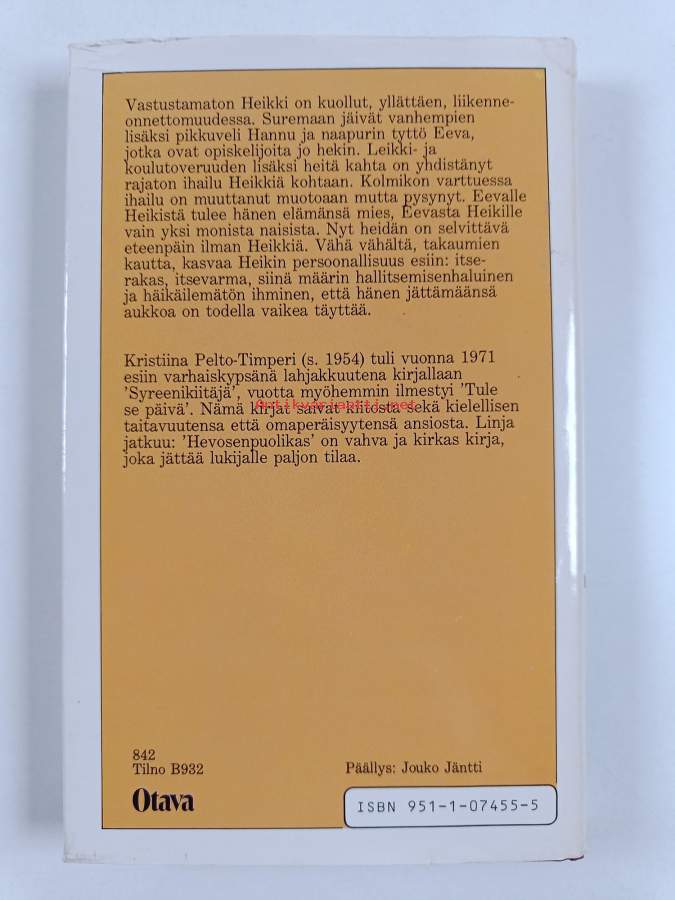 Vastustamaton Heikki on kuollut, yllättäen, liikenne-
onnettomuudessa. Suremaan jäivät vanhempien
lisäksi pikkuveli Hannu ja naapurin tyttö Eeva,
jotka ovat opiskelijoita jo hekin. Leikki- ja
koulutoveruuden lisäksi heitä kahta on yhdistänyt
rajaton ihailu Heikkiä kohtaan. Kolmikon varttuessa
ihailu on muuttanut muotoaan mutta pysynyt. Eevalle
Heikistä tulee hänen elämänsä mies, Eevasta Heikille
vain yksi monista naisista. Nyt heidän on selvittävä
eteenpäin ilman Heikkiä. Vähä vähältä, takaumien
kautta, kasvaa Heikin persoonallisuus esiin: itse-
rakas, itsevarma, siinä määrin hallitsemisenhaluinen
ja häikäilemätön ihminen, että hänen jättämäänsä
aukkoa on todella vaikea täyttää.
Kristiina Pelto-Timperi (s. 1954) tuli vuonna 1971
esiin varhaiskypsänä lahjakkuutena kirjallaan
'Syreenikiitäjä', vuotta myöhemmin ilmestyi 'Tule
se päivä'. Nämä kirjat saivat kiitosta sekä kielellisen
taitavuutensa että omaperäisyytensä ansiosta. Linja
jatkuu: 'Hevosenpuolikas' on vahva ja kirkas kirja,
joka jättää lukijalle paljon tilaa.
Antikvariaatti.net
842
Tilno B932
Päällys: Jouko Jäntti
Otava
ISBN 951-1-07455-5